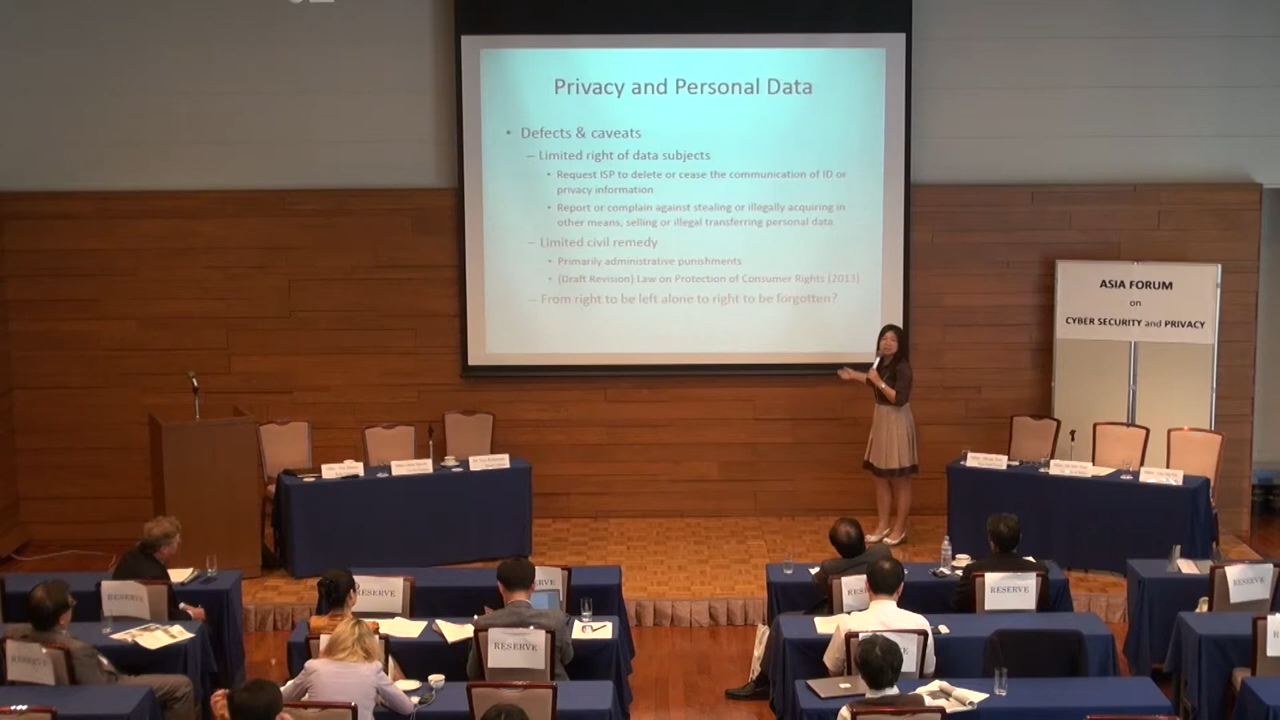 Privacy and Personal Data
• Defects & caveats
– Limited right of data subjects
• Request ISP to delete or cease the communication of ID or
privacy information
• Report or complain against stealing or illegally acquiring in
other means, selling or illegal transferring personal data
– Limited civil remedy
• Primarily administrative punishments
• (Draft Revision) Law on Protection of Consumer Rights (2013)
– From right to be left alone to right to be forgotten?
ASIA FORUM
on
CYBER SECURITY and PRIVACY
RESERVE
RESERVE
RESERVE
RESERVE
RESERVE
RESERVE